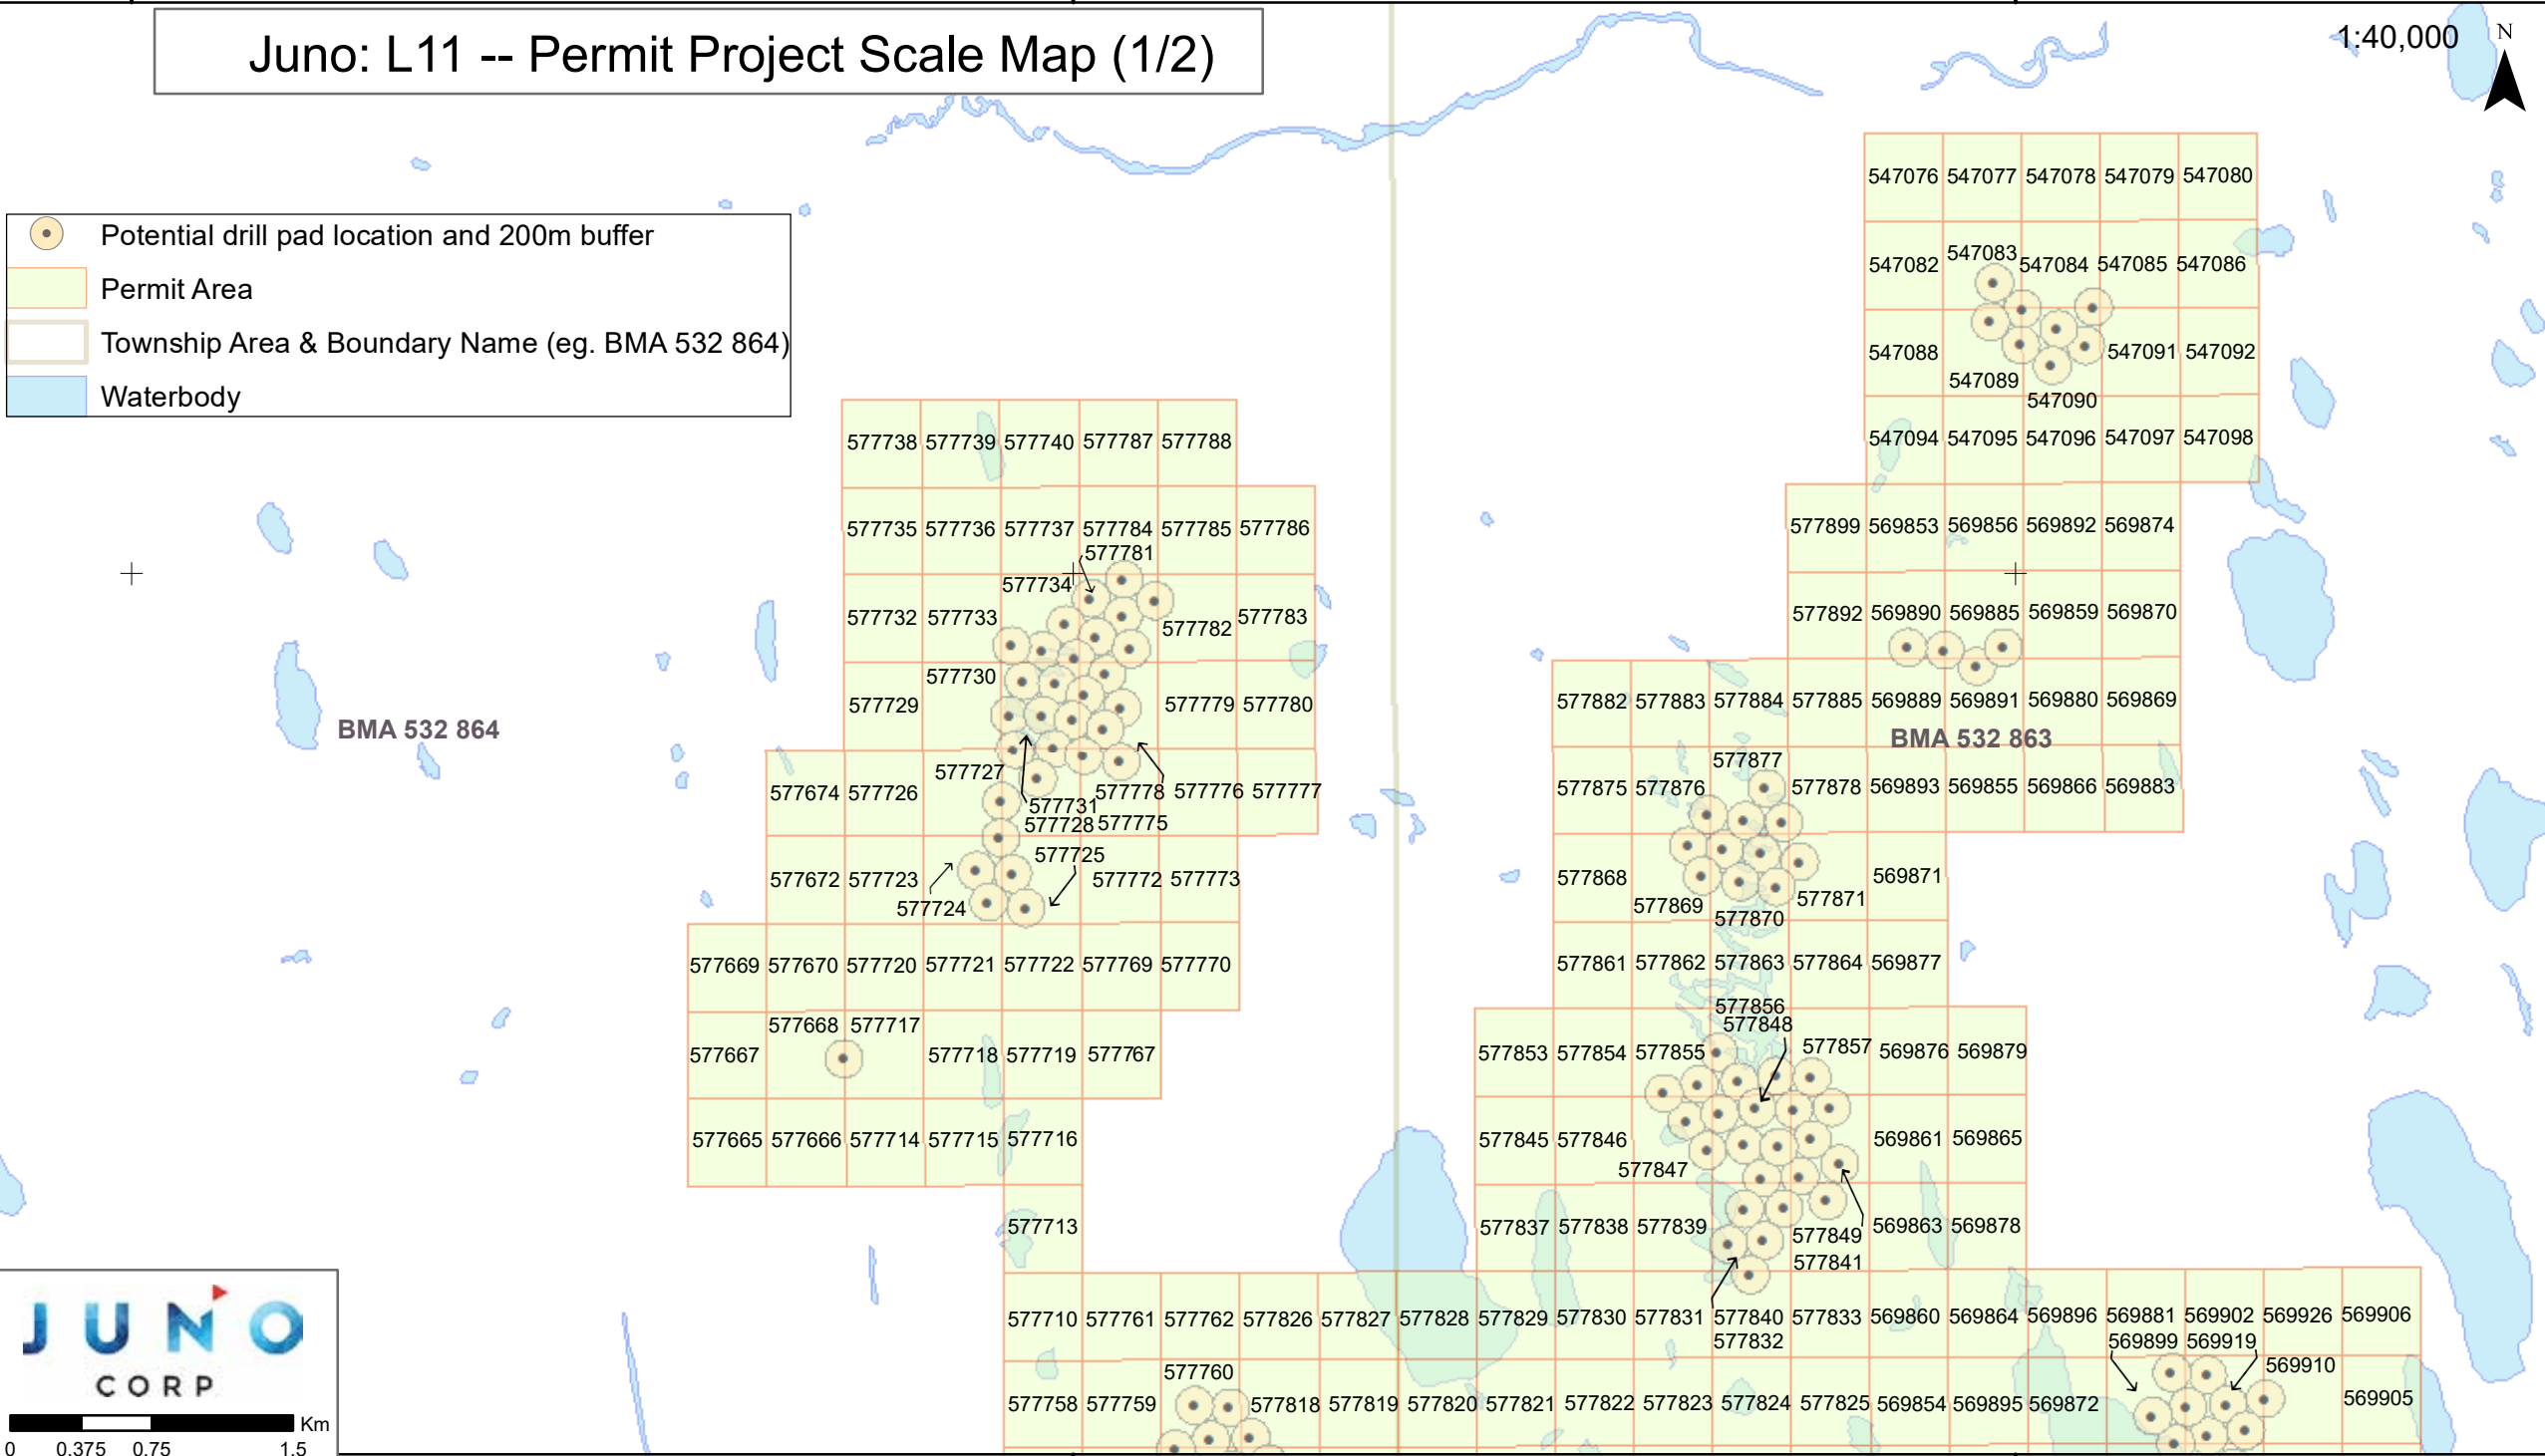 Juno: L11 -- Permit Project Scale Map (1/2)
1:40,000
N
Potential drill pad location and 200m buffer
Permit Area
Township Area & Boundary Name (eg. BMA 532 864)
Waterbody
547076 547077 547078 547079 547080
547083
547082 547084 547085 547086
547088 547091 547092
547089
547090
547094 547095 547096 547097 547098
577738 577739 577740 577787 577788
577735 577736 577737 577784 577785 577786
577781
577734
577732 577733 577782 577783
577730
577729 577779 577780
577727
577674 577726 577778 577776 577777
577731
577728 577775
577725
577672 577723 577772 577773
577724
577669 577670 577720 577721 577722 577769 577770
577668 577717
577667 577718 577719 577767
577665 577666 577714 577715 577716
577713
BMA 532 864
577899 569853 569856 569892 569874
577892 569890 569885 569859 569870
577882 577883 577884 577885 569889 569891 569880 569869
BMA 532 863
577877
577875 577876 577878 569893 569855 569866 569883
577868 569871
577869 577871
577870
577861 577862 577863 577864 569877
577856
577848
577853 577854 577855 577857 569876 569879
577845 577846 569861 569865
577847
577837 577838 577839 569863 569878
577849
577841
577710 577761 577762 577826 577827 577828 577829 577830 577831 577840 577833 569860 569864 569896 569881 569902 569926 569906
577832 569899 569919
577760 569910
577758 577759 577818 577819 577820 577821 577822 577823 577824 577825 569854 569895 569872 569905
JUNO
CORP
Km
0 0.375 0.75 1.5